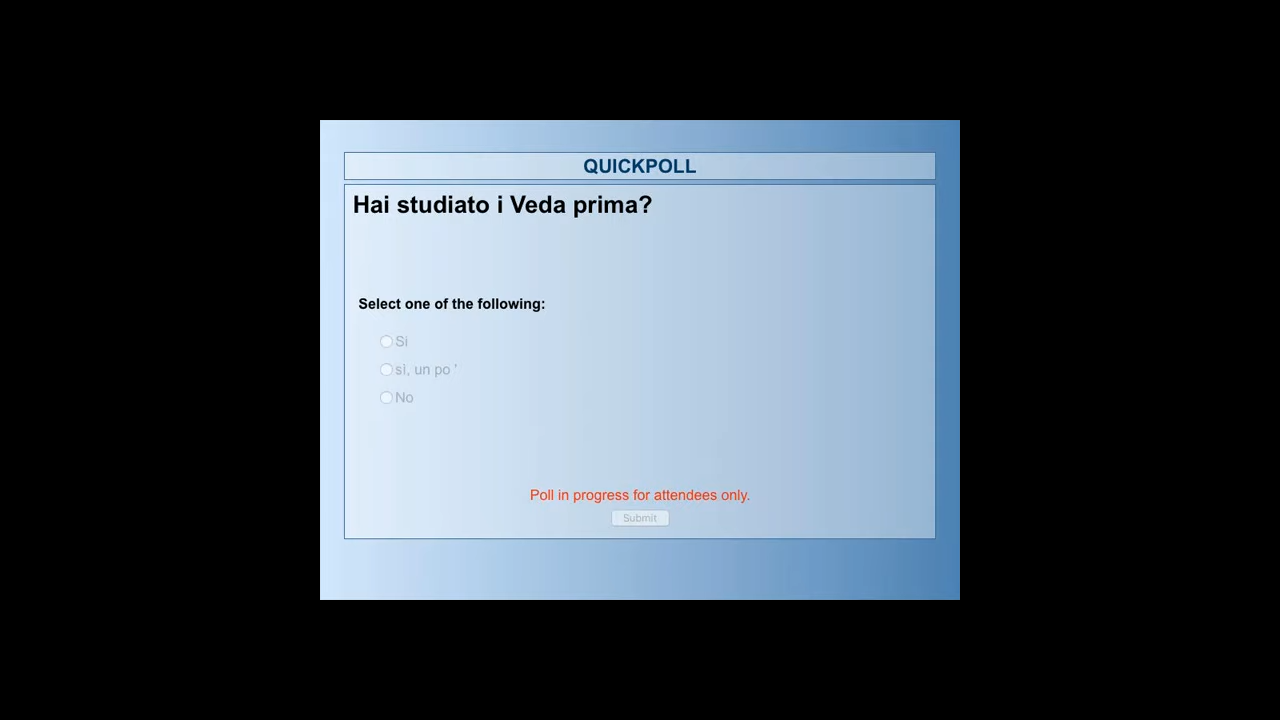 QUICKPOLL
Hai studiato i Veda prima?
Select one of the following:
Si
sì, un po '
No
Poll in progress for attendees only.
Submit